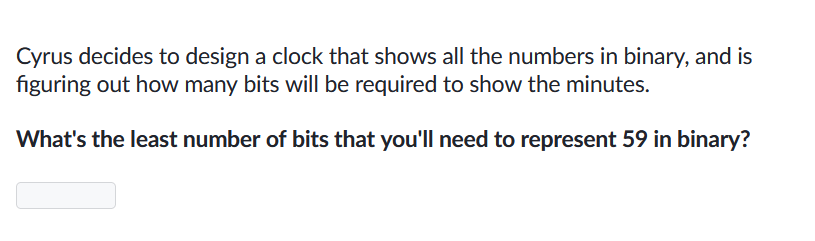 Cyrus decides to design a clock that shows all the numbers in binary, and is
figuring out how many bits will be required to show the minutes.
What's the least number of bits that you'll need to represent 59 in binary?